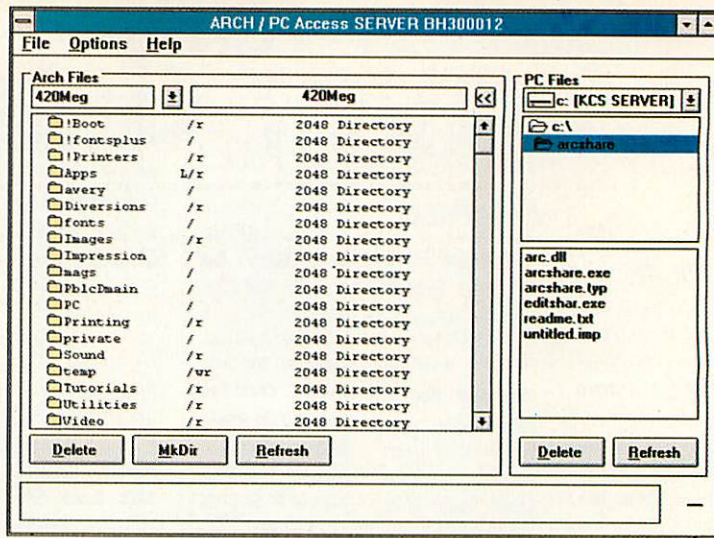 ARCH / PC Access SERVER BH300012
File Options Help
Arch Files
420Meg
420Meg
<<
!Boot /r 2048 Directory
!fontsplus / 2048 Directory
!Printers /r 2048 Directory
Apps L/r 2048 Directory
avery / 2048 Directory
Diversions /r 2048 Directory
fonts / 2048 Directory
Images /r 2048 Directory
Impression / 2048 Directory
mags / 2048 Directory
PblcDmain / 2048 Directory
PC / 2048 Directory
Printing /r 2048 Directory
private / 2048 Directory
Sound /r 2048 Directory
temp /wr 2048 Directory
Tutorials /r 2048 Directory
Utilities /r 2048 Directory
Video /r 2048 Directory
Delete MkDir Refresh
PC Files
c: [KCS SERVER]
c:\
arcshare
arc.dll
arcshare.exe
arcshare.typ
editshar.exe
readme.txt
untitled.imp
Delete Refresh